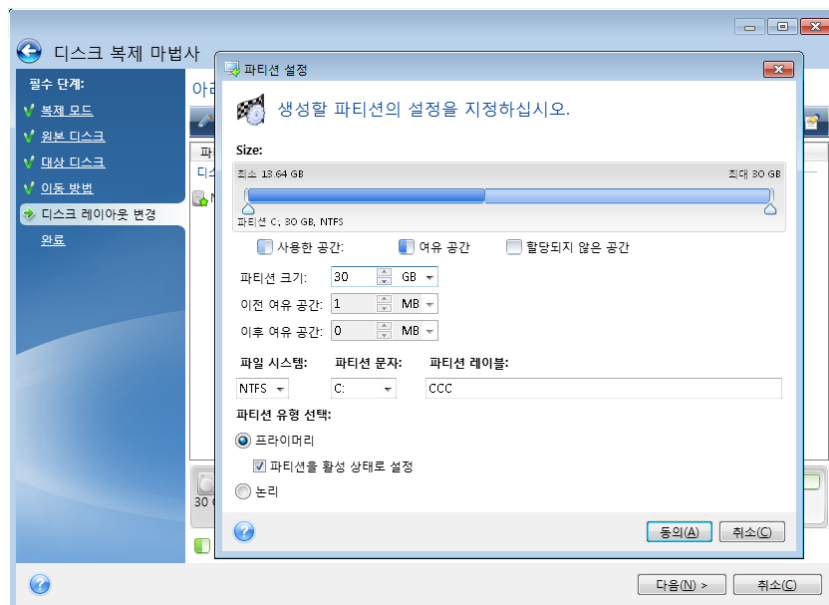 디스크 복제 마법사
필수 단계:
복제 모드
원본 디스크
대상 디스크
이동 방법
디스크 레이아웃 변경
완료
파티션 설정
생성할 파티션의 설정을 지정하십시오.
Size:
최소 13.64 GB 최대 30 GB
파티션 C; 30 GB, NTFS
사용한 공간: 여유 공간 할당되지 않은 공간
파티션 크기: 30 GB
이전 여유 공간: 1 MB
이후 여유 공간: 0 MB
파일 시스템: 파티션 문자: 파티션 레이블:
NTFS C: CCC
파티션 유형 선택:
프라이머리
파티션을 활성 상태로 설정
논리
동의(A) 취소(C)
30
다음(N) > 취소(C)